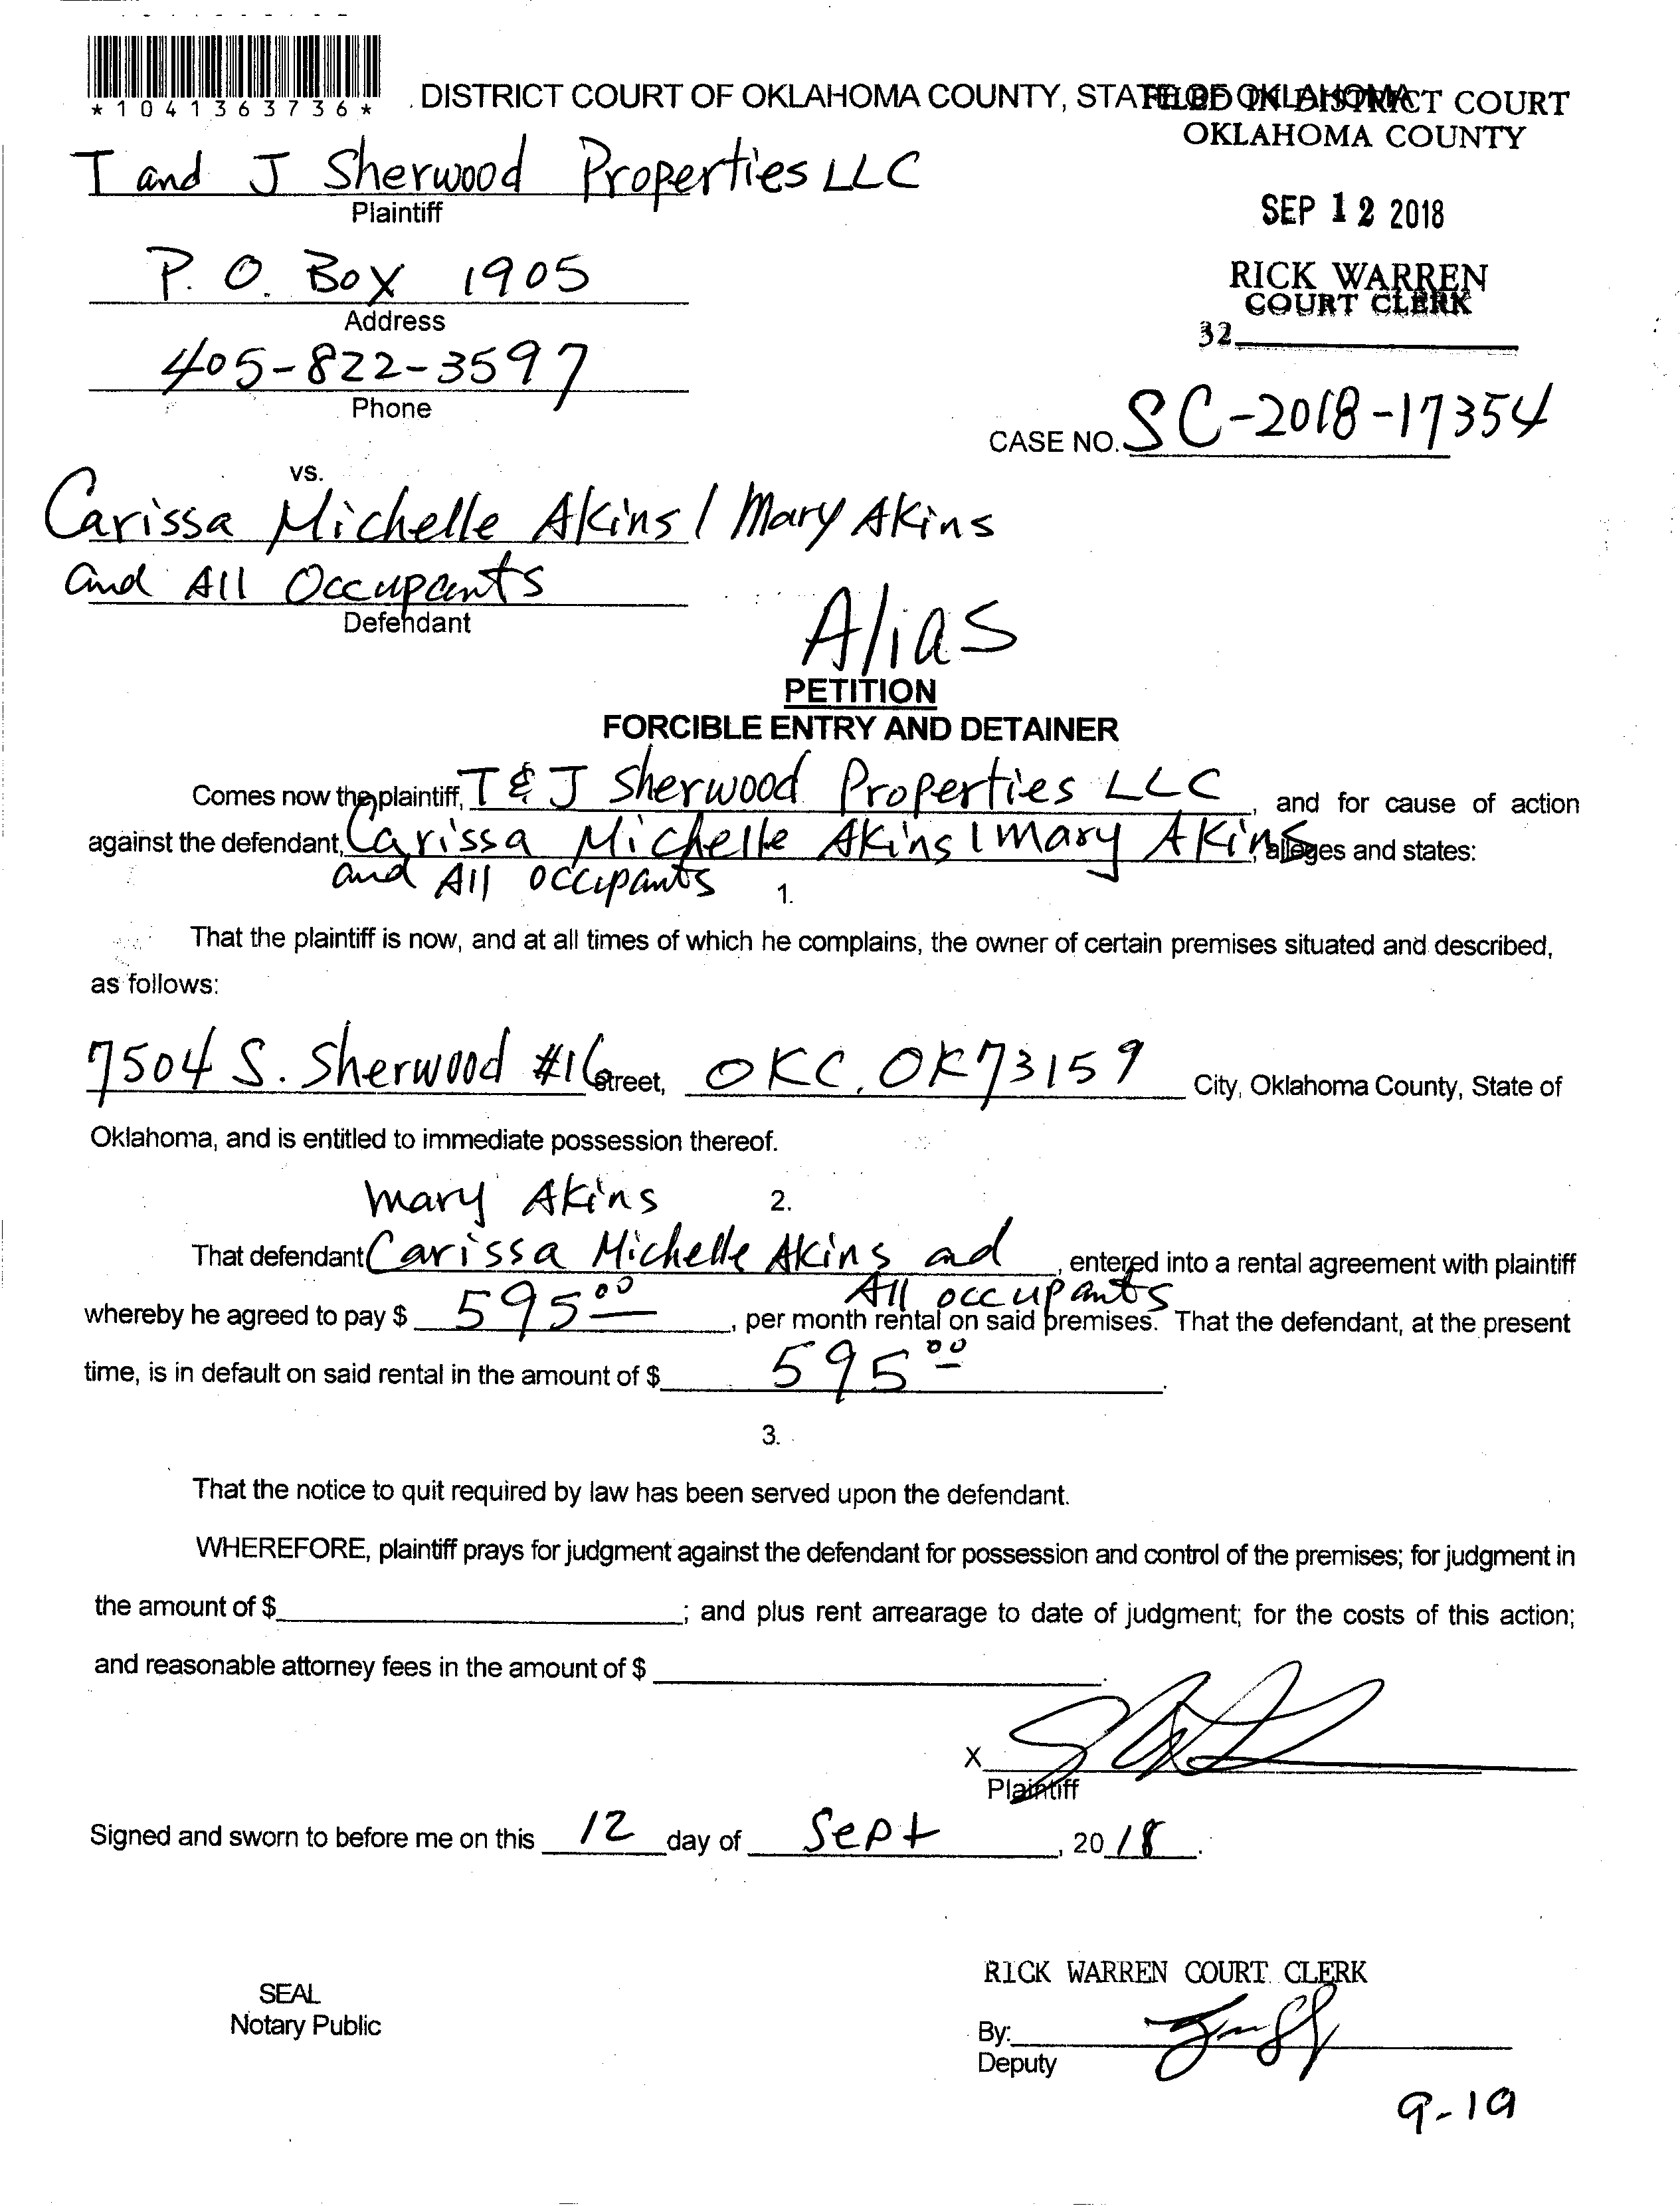 *1041363736*
DISTRICT COURT OF OKLAHOMA COUNTY, STATE OF OKLAHOMA
FILED IN DISTRICT COURT
OKLAHOMA COUNTY
T and J Sherwood Properties LLC
Plaintiff
SEP 12 2018
P. O. Box 1905
RICK WARREN
COURT CLERK
Address
32
405-822-3597
Phone
CASE NO. SC-2018-17354
vs.
Carissa Michelle Akins / Mary Akins
and All Occupants
Defendant
Alias
PETITION
FORCIBLE ENTRY AND DETAINER
Comes now the plaintiff, T & J Sherwood Properties LLC, and for cause of action
against the defendant, Carissa Michelle Akins / Mary Akins, alleges and states:
and All occupants
1.
That the plaintiff is now, and at all times of which he complains, the owner of certain premises situated and described,
as follows:
7504 S. Sherwood #16 Street, OKC, OK 73159 City, Oklahoma County, State of
Oklahoma, and is entitled to immediate possession thereof.
Mary Akins 2.
That defendant Carissa Michelle Akins ad, entered into a rental agreement with plaintiff
All occupants
whereby he agreed to pay $ 595 00, per month rental on said premises. That the defendant, at the present
time, is in default on said rental in the amount of $ 595 00.
3.
That the notice to quit required by law has been served upon the defendant.
WHEREFORE, plaintiff prays for judgment against the defendant for possession and control of the premises; for judgment in
the amount of $ ; and plus rent arrearage to date of judgment; for the costs of this action;
and reasonable attorney fees in the amount of $ .
X
Plaintiff
Signed and sworn to before me on this 12 day of Sept, 2018.
RICK WARREN COURT CLERK
SEAL
Notary Public
By:
Deputy
9-19